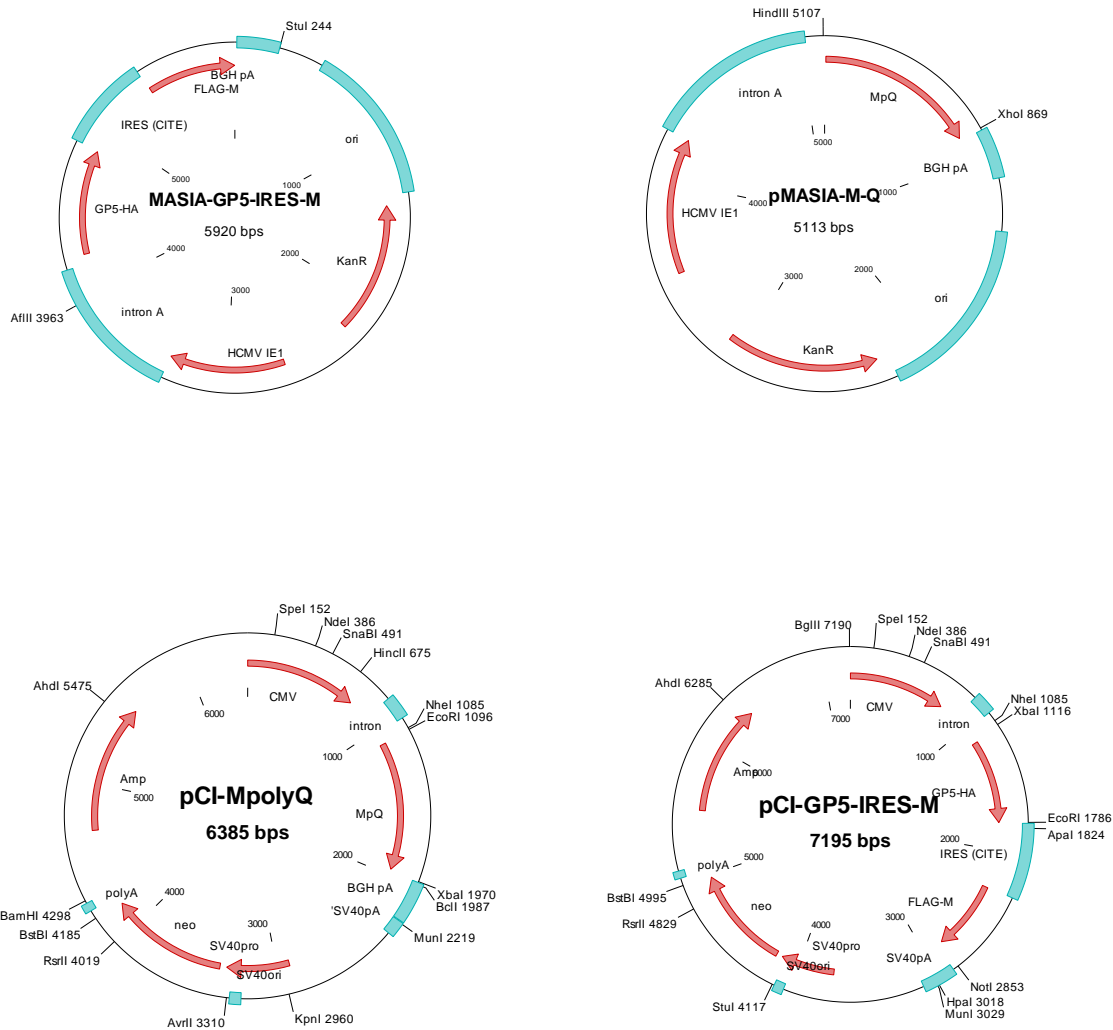 StuI 244
BGH pA
FLAG-M
IRES (CITE)
ori
5000
1000
MASIA-GP5-IRES-M
GP5-HA
5920 bps
4000
2000
KanR
3000
AflII 3963
intron A
HCMV IE1
HindIII 5107
intron A
MpQ
XhoI 869
5000
BGH pA
pMASIA-M-Q
1000
4000
HCMV IE1
5113 bps
3000
2000
ori
KanR
SpeI 152
NdeI 386
SnaBI 491
HincII 675
AhdI 5475
6000
CMV
NheI 1085
EcoRI 1096
intron
1000
Amp
5000
pCI-MpolyQ
MpQ
6385 bps
2000
BGH pA
XbaI 1970
BclI 1987
'SV40pA
MunI 2219
polyA
4000
BamHI 4298
BstBI 4185
neo
3000
SV40pro
RsrII 4019
SV40ori
AvrII 3310
KpnI 2960
BglII 7190
SpeI 152
NdeI 386
SnaBI 491
AhdI 6285
7000
CMV
NheI 1085
XbaI 1116
intron
1000
Amp
6000
GP5-HA
pCI-GP5-IRES-M
EcoRI 1786
ApaI 1824
7195 bps
2000
IRES (CITE)
polyA
5000
BstBI 4995
RsrII 4829
neo
FLAG-M
3000
4000
SV40pro
SV40pA
SV40ori
StuI 4117
NotI 2853
HpaI 3018
MunI 3029